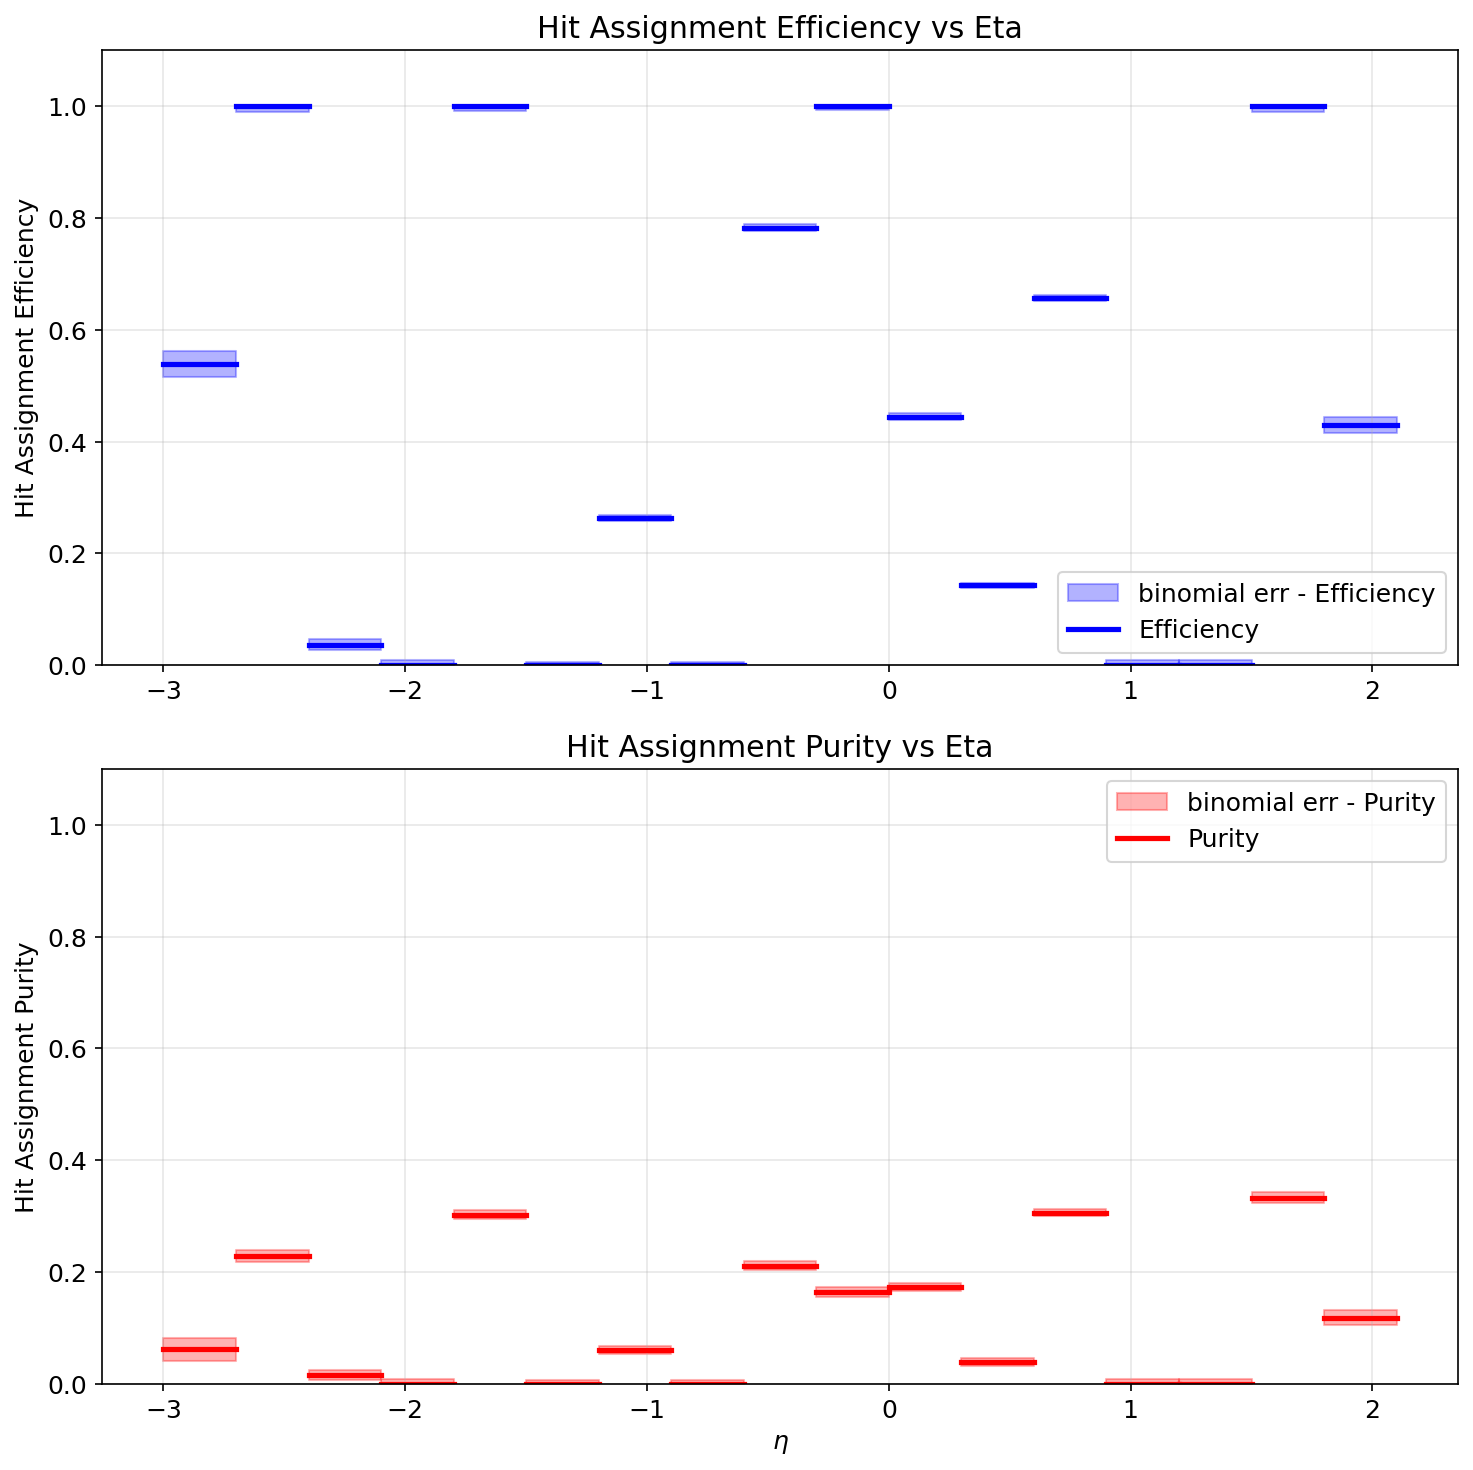 Hit Assignment Efficiency vs Eta
Hit Assignment Efficiency
1.0
0.8
0.6
0.4
0.2
0.0
−3
−2
−1
0
1
2
binomial err - Efficiency
Efficiency
Hit Assignment Purity vs Eta
Hit Assignment Purity
1.0
0.8
0.6
0.4
0.2
0.0
−3
−2
−1
0
1
2
binomial err - Purity
Purity
η